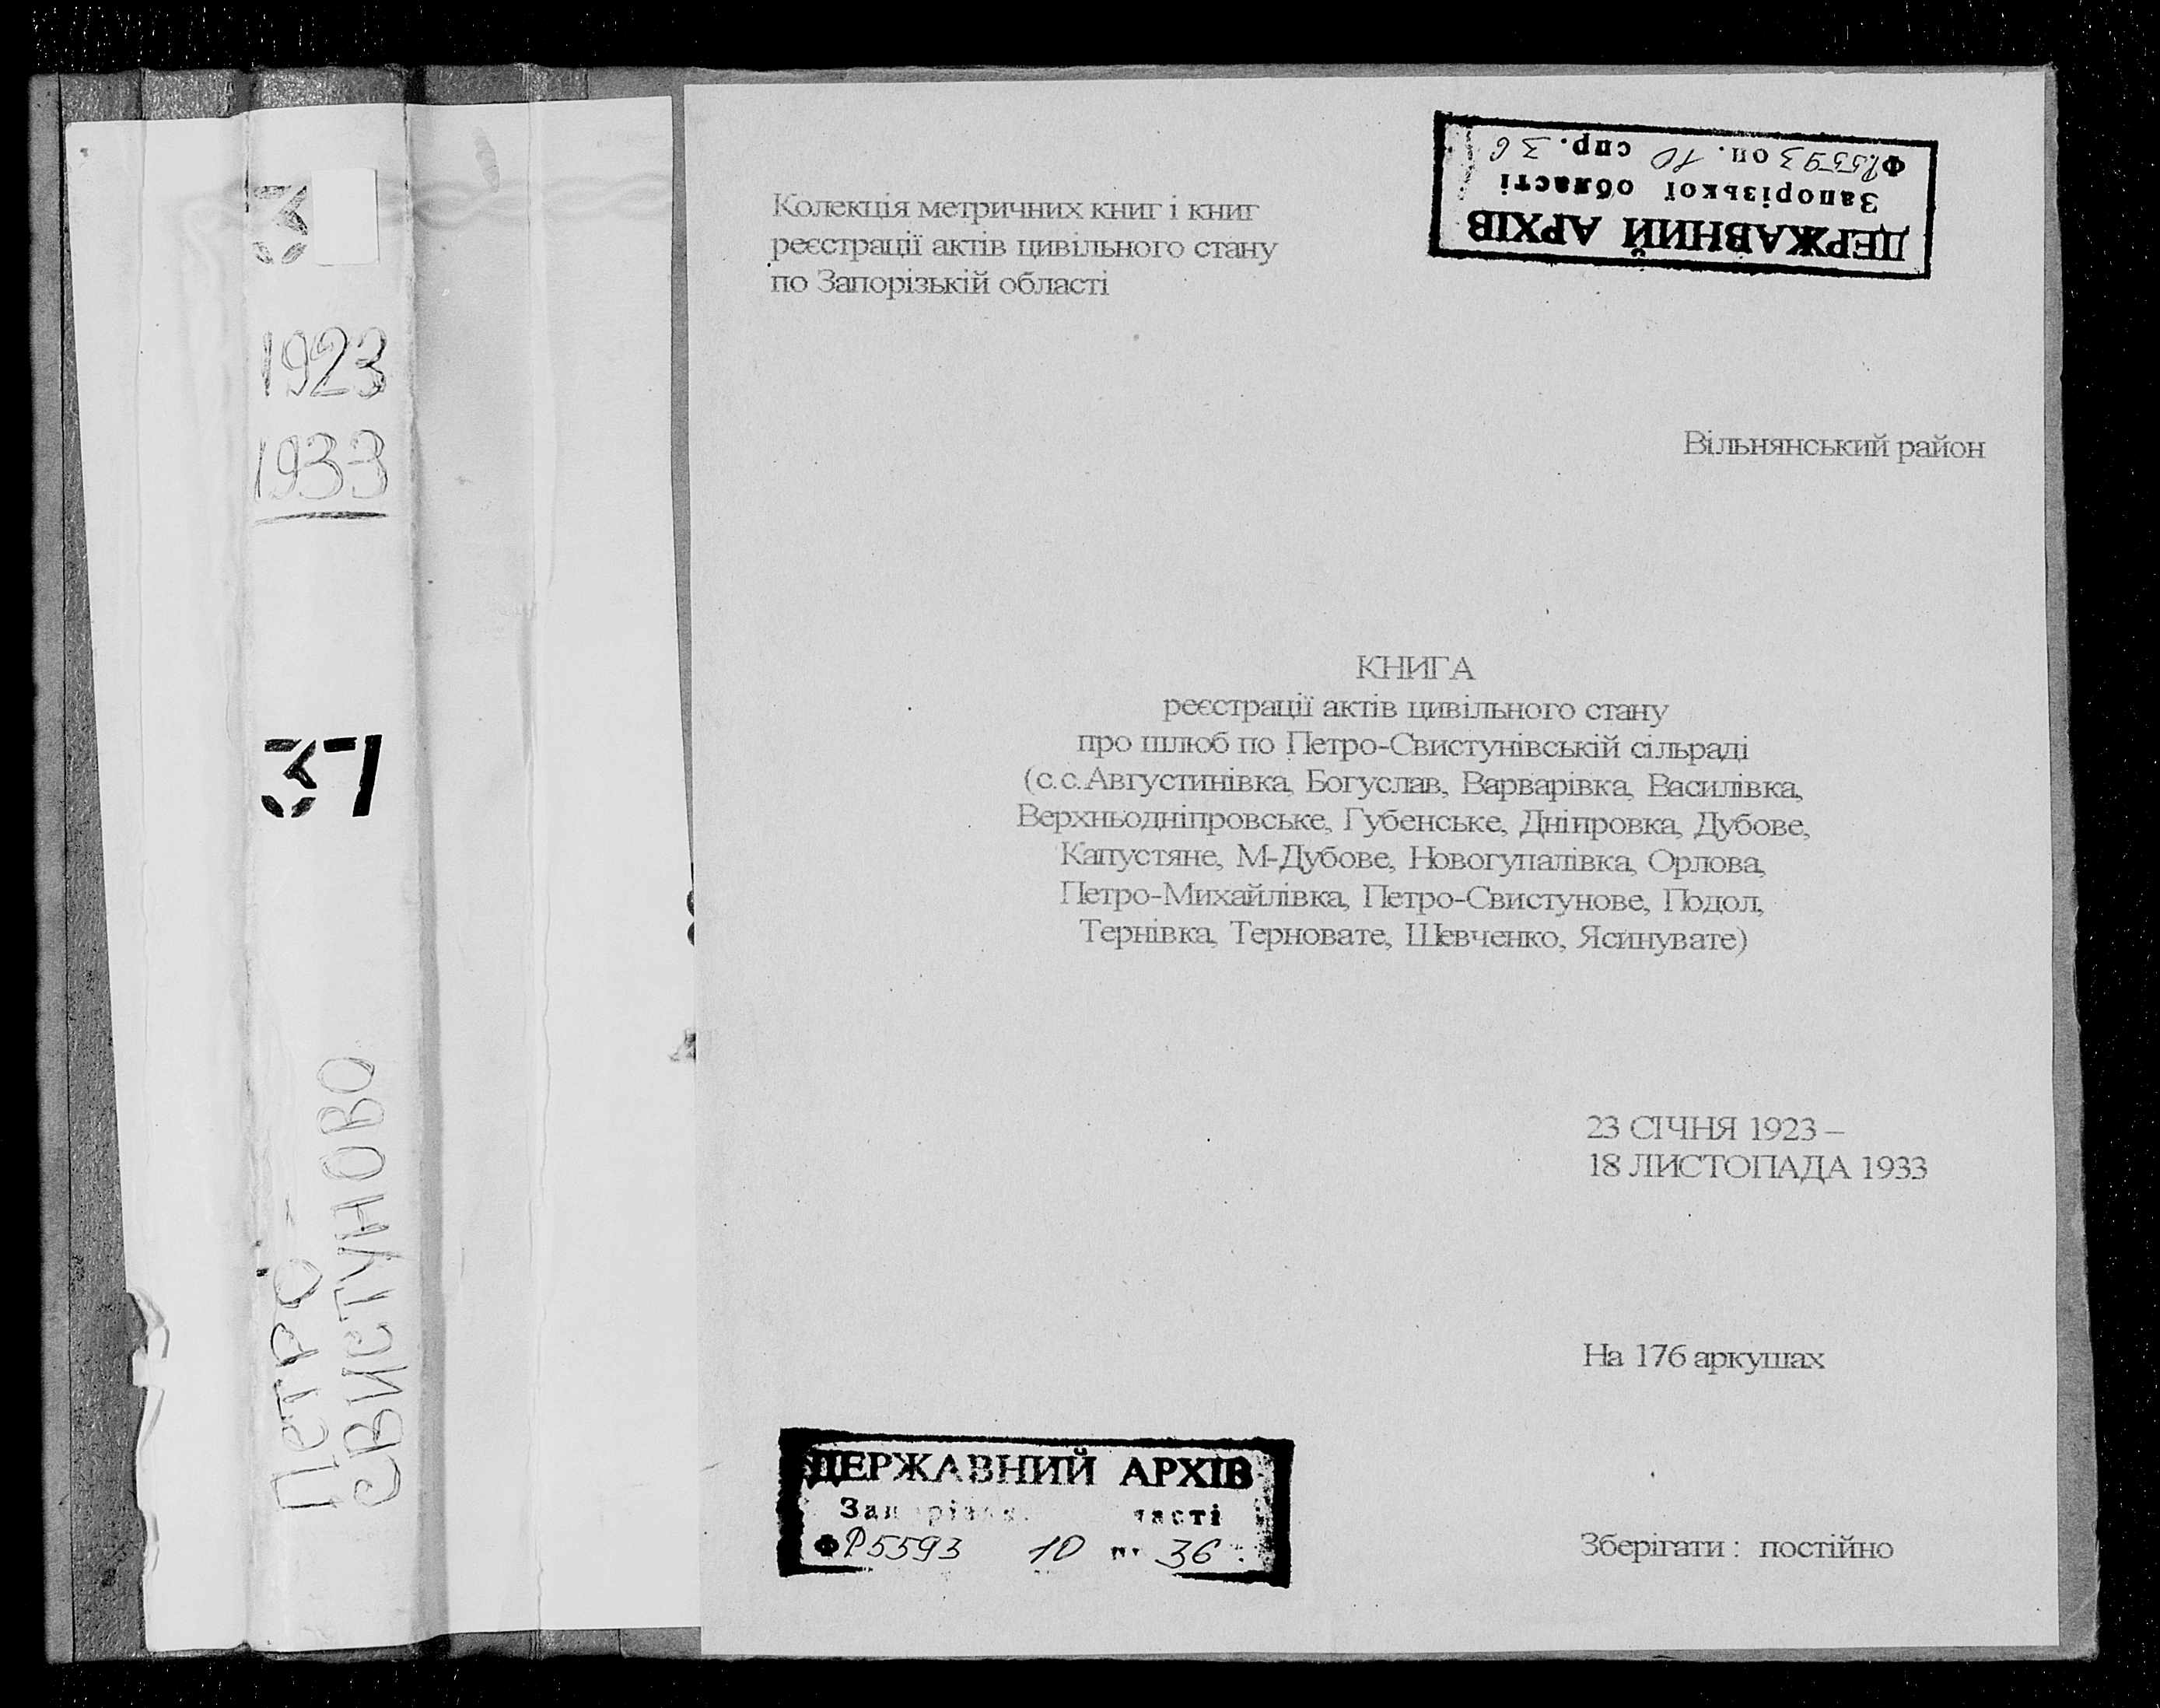 3
1923
1933
37
Петро-
Свистуново
Колекція метричних книг і книг
реєстрації актів цивільного стану
по Запорізькій області
ДЕРЖАВНИЙ АРХІВ
Запорізької області
Ф Р5593 оп. 10 спр. 36
Вільнянський район
КНИГА
реєстрації актів цивільного стану
про шлюб по Петро-Свистунівській сільраді
(с.с.Августинівка, Богуслав, Варварівка, Василівка,
Верхньодніпровське, Губенське, Дніпровка, Дубове,
Капустяне, М-Дубове, Новогупалівка, Орлова,
Петро-Михайлівка, Петро-Свистунове, Подол,
Тернівка, Терновате, Шевченко, Ясинувате)
23 СІЧНЯ 1923 –
18 ЛИСТОПАДА 1933
На 176 аркушах
ДЕРЖАВНИЙ АРХІВ
Ф Р5593 10 36
Зберігати : постійно